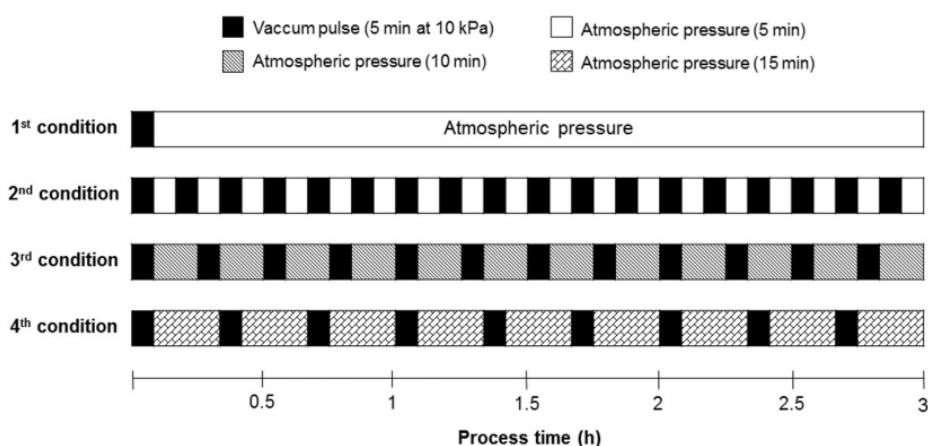 Vaccum pulse (5 min at 10 kPa)
Atmospheric pressure (5 min)
Atmospheric pressure (10 min)
Atmospheric pressure (15 min)
1st condition
Atmospheric pressure
2nd condition
3rd condition
4th condition
0.5 1 1.5 2 2.5 3
Process time (h)